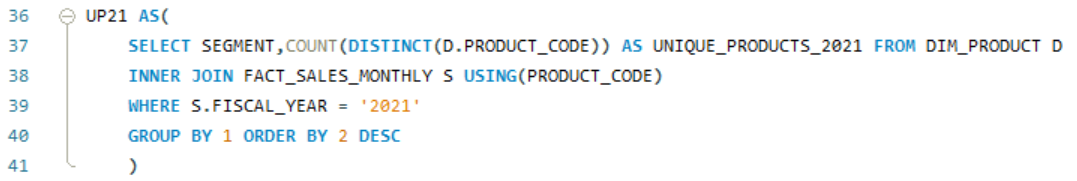 36 UP21 AS(
37 SELECT SEGMENT,COUNT(DISTINCT(D.PRODUCT_CODE)) AS UNIQUE_PRODUCTS_2021 FROM DIM_PRODUCT D
38 INNER JOIN FACT_SALES_MONTHLY S USING(PRODUCT_CODE)
39 WHERE S.FISCAL_YEAR = '2021'
40 GROUP BY 1 ORDER BY 2 DESC
41 )